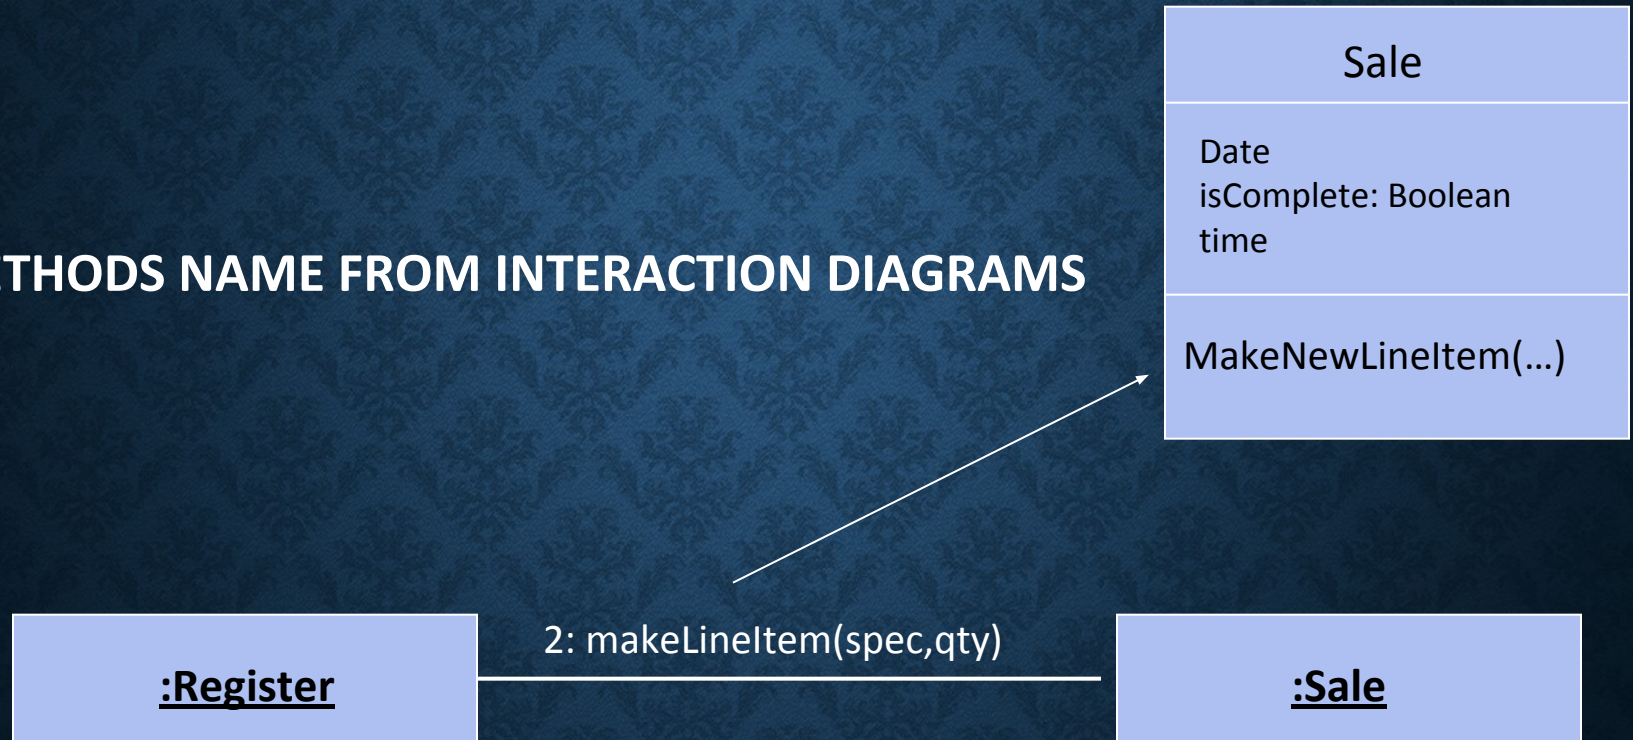 Sale
Date
isComplete: Boolean
time
THODS NAME FROM INTERACTION DIAGRAMS
MakeNewLineItem(…)
2: makeLineItem(spec,qty)
:Register
:Sale